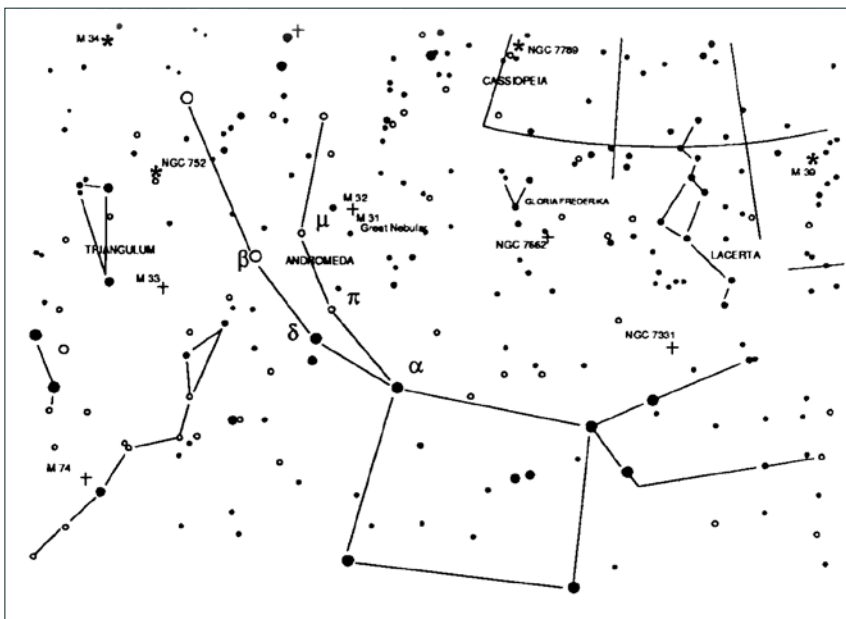 M 34
NGC 7789
CASSIOPEIA
NGC 752
M 39
M 32
GLORIA FREDERIKA
M 31
μ
Great Nebular
TRIANGULUM
NGC 7662
LACERTA
β
ANDROMEDA
M 33
π
δ
NGC 7331
α
M 74